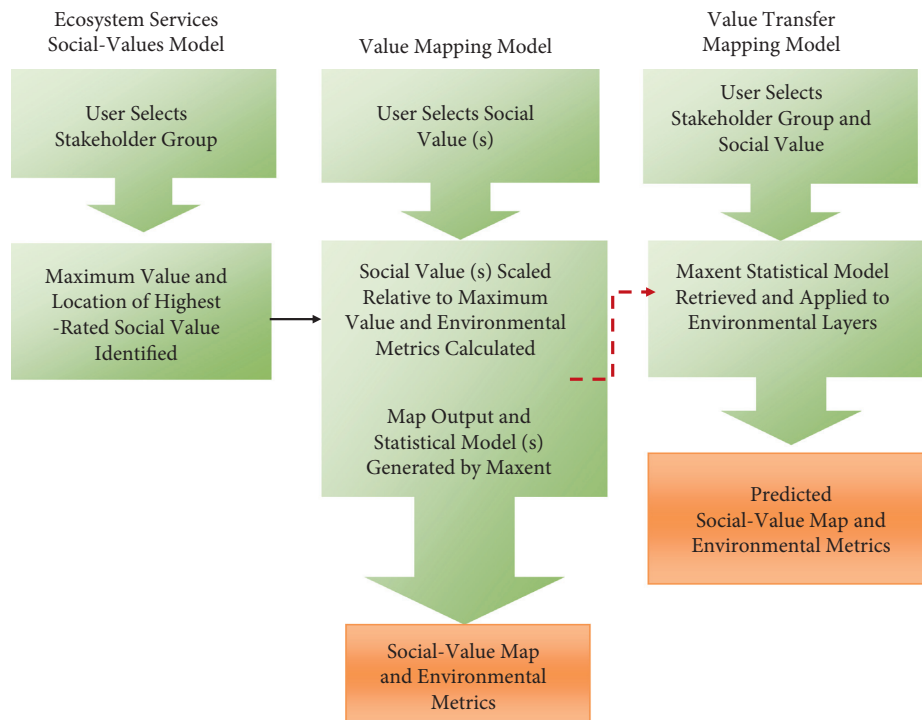 Ecosystem Services
Social-Values Model
User Selects
Stakeholder Group
Maximum Value and
Location of Highest
-Rated Social Value
Identified
Value Mapping Model
User Selects Social
Value (s)
Social Value (s) Scaled
Relative to Maximum
Value and Environmental
Metrics Calculated
Map Output and
Statistical Model (s)
Generated by Maxent
Social-Value Map
and Environmental
Metrics
Value Transfer
Mapping Model
User Selects
Stakeholder Group and
Social Value
Maxent Statistical Model
Retrieved and Applied to
Environmental Layers
Predicted
Social-Value Map and
Environmental Metrics